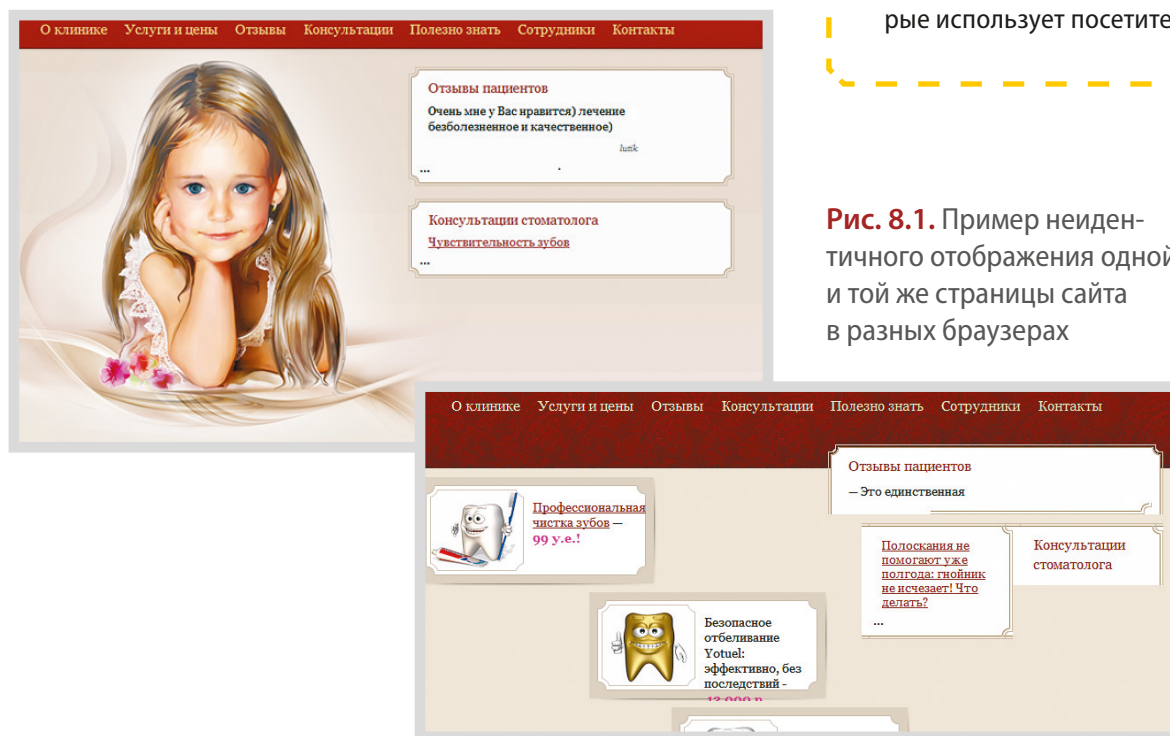 О клинике Услуги и цены Отзывы Консультации Полезно знать Сотрудники Контакты
Отзывы пациентов
Очень мне у Вас нравится) лечение
безболезненное и качественное)
lutik
...
Консультации стоматолога
Чувствительность зубов
...
рые использует посетите
Рис. 8.1. Пример неиден-
тичного отображения одной
и той же страницы сайта
в разных браузерах
О клинике Услуги и цены Отзывы Консультации Полезно знать Сотрудники Контакты
Отзывы пациентов
— Это единственная
Профессиональная
чистка зубов —
99 у.е.!
Полоскания не
помогают уже
полгода: гнойник
не исчезает! Что
делать?
...
Консультации
стоматолога
Безопасное
отбеливание
Yotuel:
эффективно, без
последствий -
13 000 р